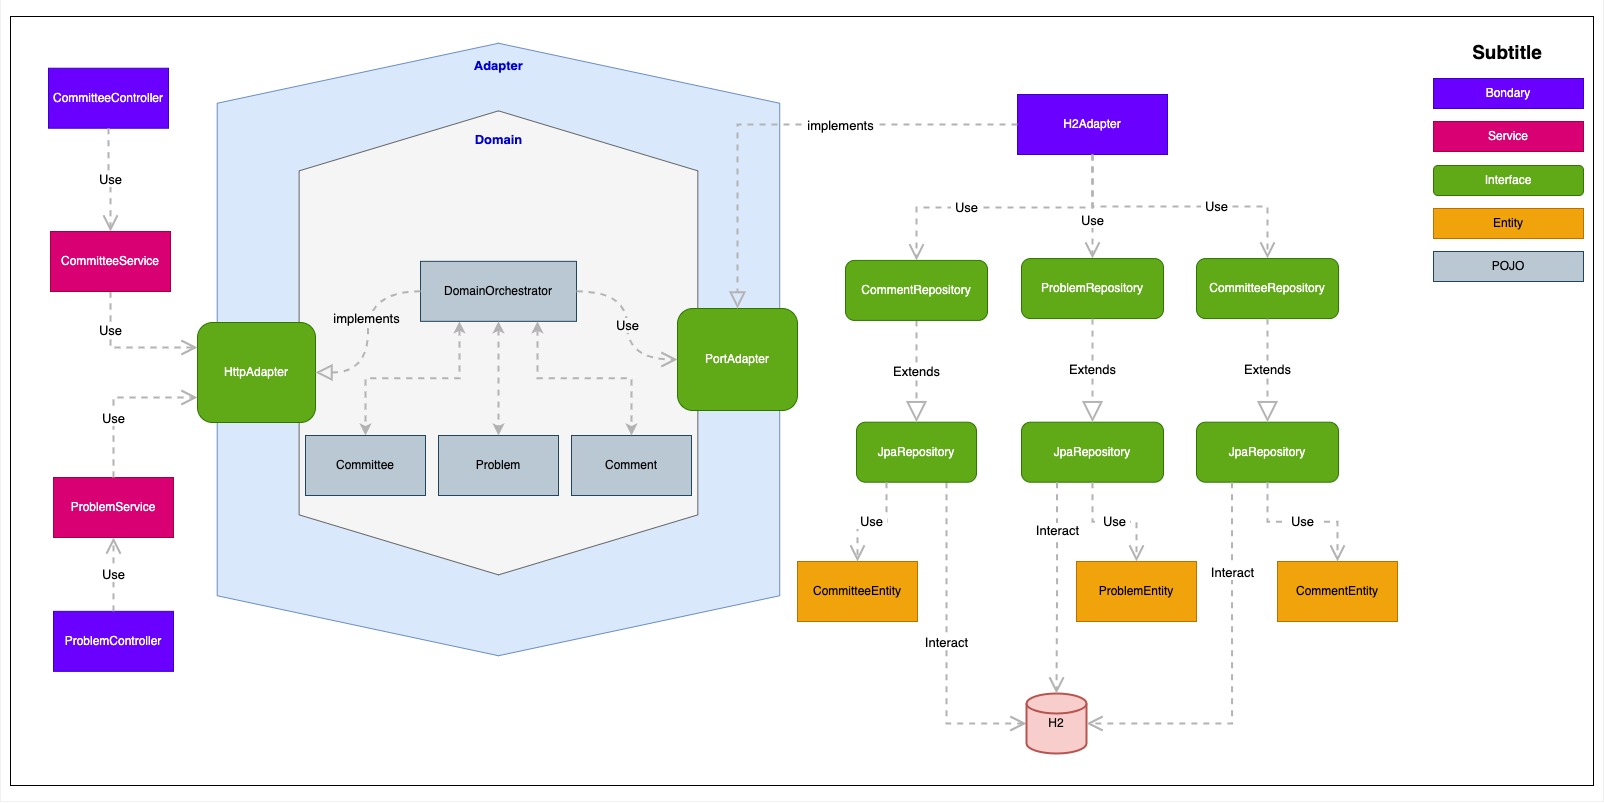 Subtitle
Bondary
Service
Interface
Entity
POJO
Adapter
Domain
CommitteeController
Use
CommitteeService
Use
HttpAdapter
Use
ProblemService
Use
ProblemController
implements
DomainOrchestrator
Use
PortAdapter
Committee
Problem
Comment
implements
H2Adapter
Use
Use
Use
CommentRepository
ProblemRepository
CommitteeRepository
Extends
Extends
Extends
JpaRepository
JpaRepository
JpaRepository
Use
Interact
Use
Use
Interact
CommitteeEntity
ProblemEntity
CommentEntity
Interact
H2